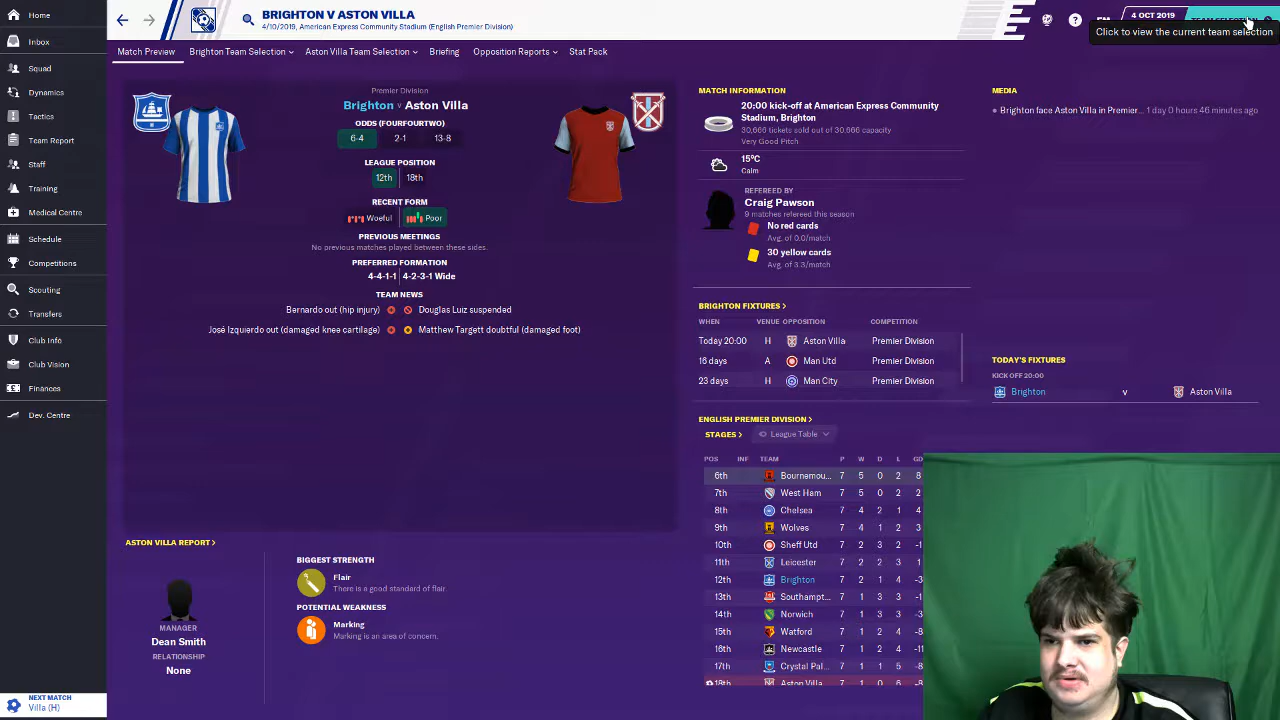 Home
Inbox
Squad
Dynamics
Tactics
Team Report
Staff
Training
Medical Centre
Schedule
Competitions
Scouting
Transfers
Club Info
Club Vision
Finances
Dev. Centre
NEXT MATCH
Villa (H)
BRIGHTON V ASTON VILLA
4/10/2019, American Express Community Stadium (English Premier Division)
4 OCT 2019
Click to view the current team selection
Match Preview
Brighton Team Selection
Aston Villa Team Selection
Briefing
Opposition Reports
Stat Pack
Premier Division
Brighton v Aston Villa
ODDS (FOURFOURTWO)
6-4 2-1 13-8
LEAGUE POSITION
12th 18th
RECENT FORM
Woeful Poor
PREVIOUS MEETINGS
No previous matches played between these sides.
PREFERRED FORMATION
4-4-1-1 4-2-3-1 Wide
TEAM NEWS
Bernardo out (hip injury) Douglas Luiz suspended
José Izquierdo out (damaged knee cartilage) Matthew Targett doubtful (damaged foot)
ASTON VILLA REPORT >
MANAGER
Dean Smith
RELATIONSHIP
None
BIGGEST STRENGTH
Flair
There is a good standard of flair.
POTENTIAL WEAKNESS
Marking
Marking is an area of concern.
MATCH INFORMATION
20:00 kick-off at American Express Community
Stadium, Brighton
30,666 tickets sold out of 30,666 capacity
Very Good Pitch
15°C
Calm
REFEREED BY
Craig Pawson
9 matches refereed this season
No red cards
Avg. of 0.0/match
30 yellow cards
Avg. of 3.3/match
BRIGHTON FIXTURES >
WHEN VENUE OPPOSITION COMPETITION
Today 20:00 H Aston Villa Premier Division
16 days A Man Utd Premier Division
23 days H Man City Premier Division
ENGLISH PREMIER DIVISION >
STAGES > League Table
POS INF TEAM P W D L GD
6th Bournemou... 7 5 0 2 8
7th West Ham 7 5 0 2 2
8th Chelsea 7 4 2 1 4
9th Wolves 7 4 1 2 3
10th Sheff Utd 7 2 3 2 -1
11th Leicester 7 2 2 3 1
12th Brighton 7 2 1 4 -3
13th Southampt... 7 1 3 3 -1
14th Norwich 7 1 3 3 -3
15th Watford 7 1 2 4 -8
16th Newcastle 7 1 2 4 -11
17th Crystal Pal... 7 1 1 5 -8
18th Aston Villa 7 1 0 6 -8
MEDIA
Brighton face Aston Villa in Premier... 1 day 0 hours 46 minutes ago
TODAY'S FIXTURES
KICK OFF 20:00
Brighton v Aston Villa